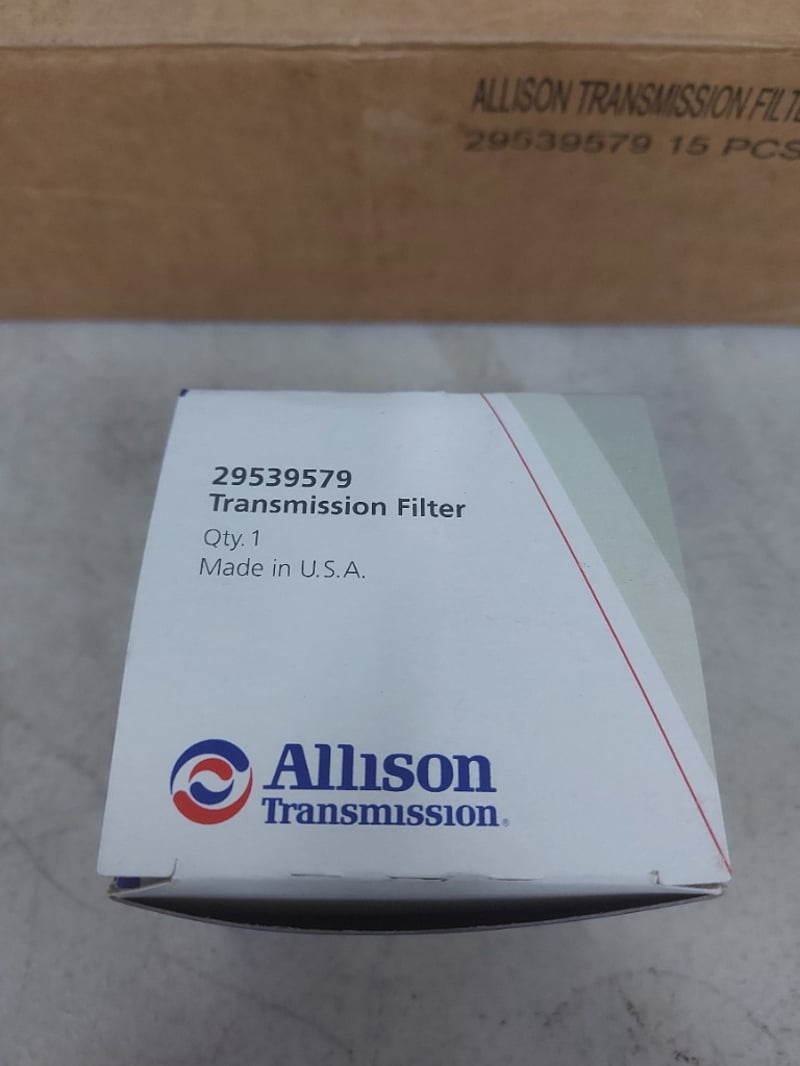 ALLISON TRANSMISSION FILTE
29539579 15 PCS
29539579
Transmission Filter
Qty. 1
Made in U.S.A.
Allison
Transmission®